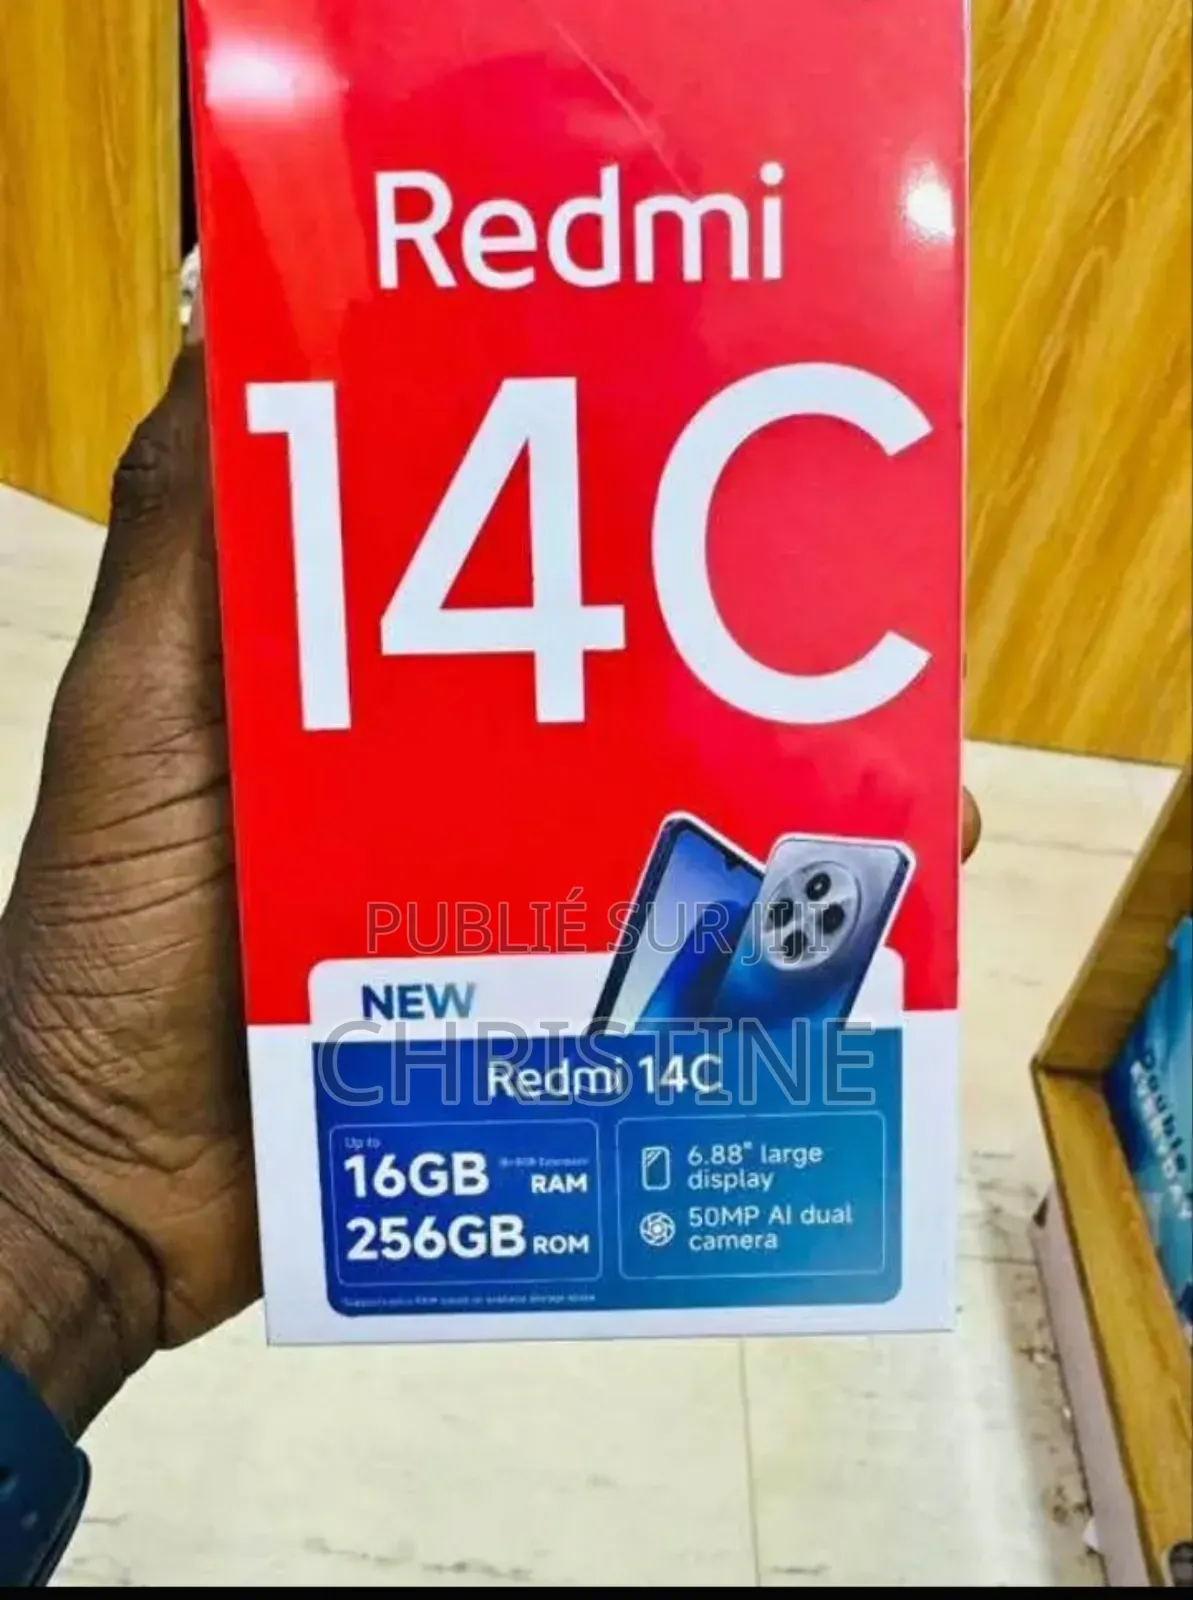 Redmi
14C
PUBLIÉ SUR JIJI
NEW
CHRISTINE
Redmi 14C
Up to
16GB RAM
256GB ROM
6.88" large
display
50MP AI dual
camera
Double